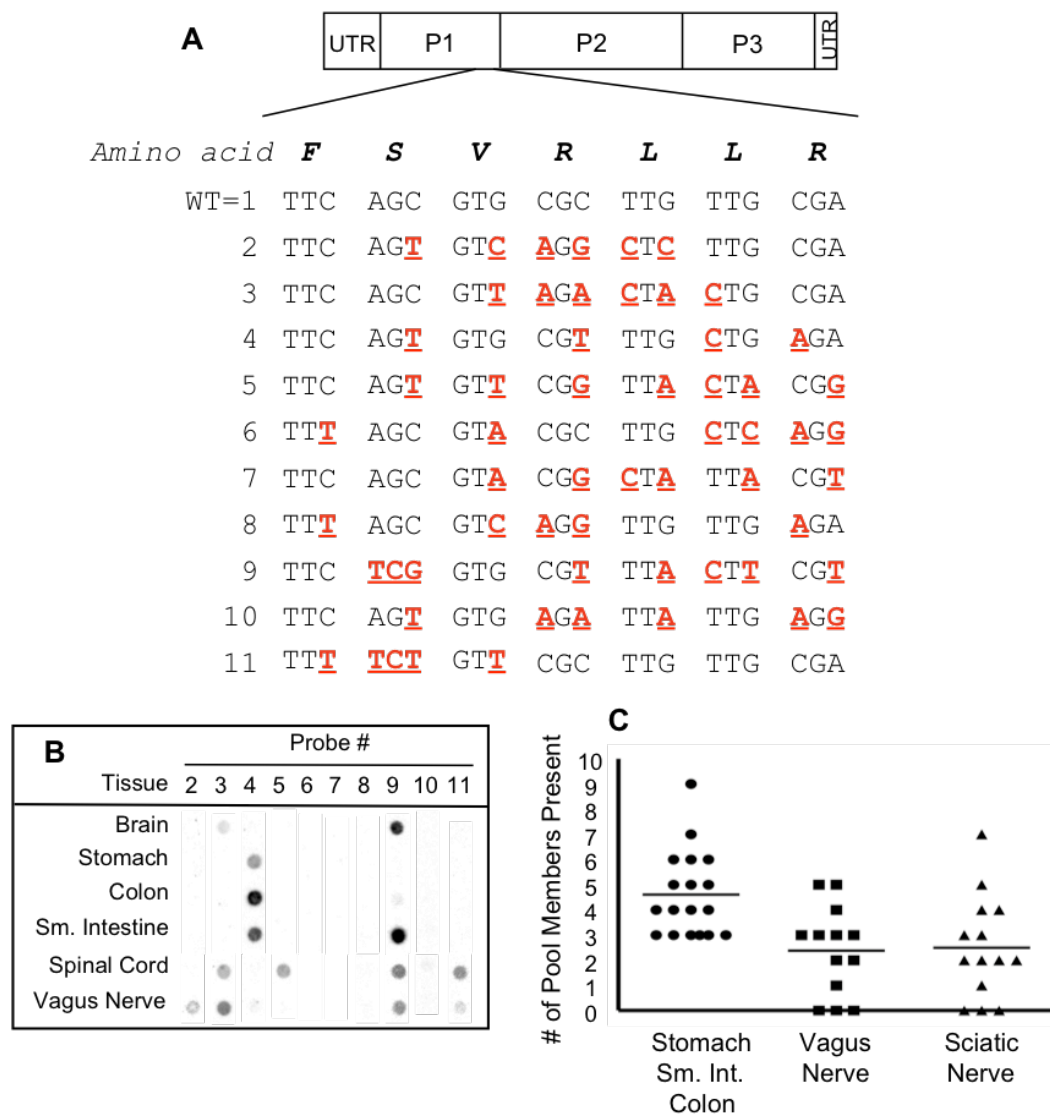 A
UTR P1 P2 P3 UTR
Amino acid F S V R L L R
WT=1 TTC AGC GTG CGC TTG TTG CGA
2 TTC AGT GTC AGG CTC TTG CGA
3 TTC AGC GTT AGA CTA CTG CGA
4 TTC AGT GTG CGT TTG CTG AGA
5 TTC AGT GTT CGG TTA CTA CGG
6 TTT AGC GTA CGC TTG CTC AGG
7 TTC AGC GTA CGG CTA TTA CGT
8 TTT AGC GTC AGG TTG TTG AGA
9 TTC TCG GTG CGT TTA CTT CGT
10 TTC AGT GTG AGA TTA TTG AGG
11 TTT TCT GTT CGC TTG TTG CGA
B
Probe #
Tissue 2 3 4 5 6 7 8 9 10 11
Brain
Stomach
Colon
Sm. Intestine
Spinal Cord
Vagus Nerve
C
# of Pool Members Present
10
9
8
7
6
5
4
3
2
1
0
Stomach Vagus Sciatic
Sm. Int. Nerve Nerve
Colon